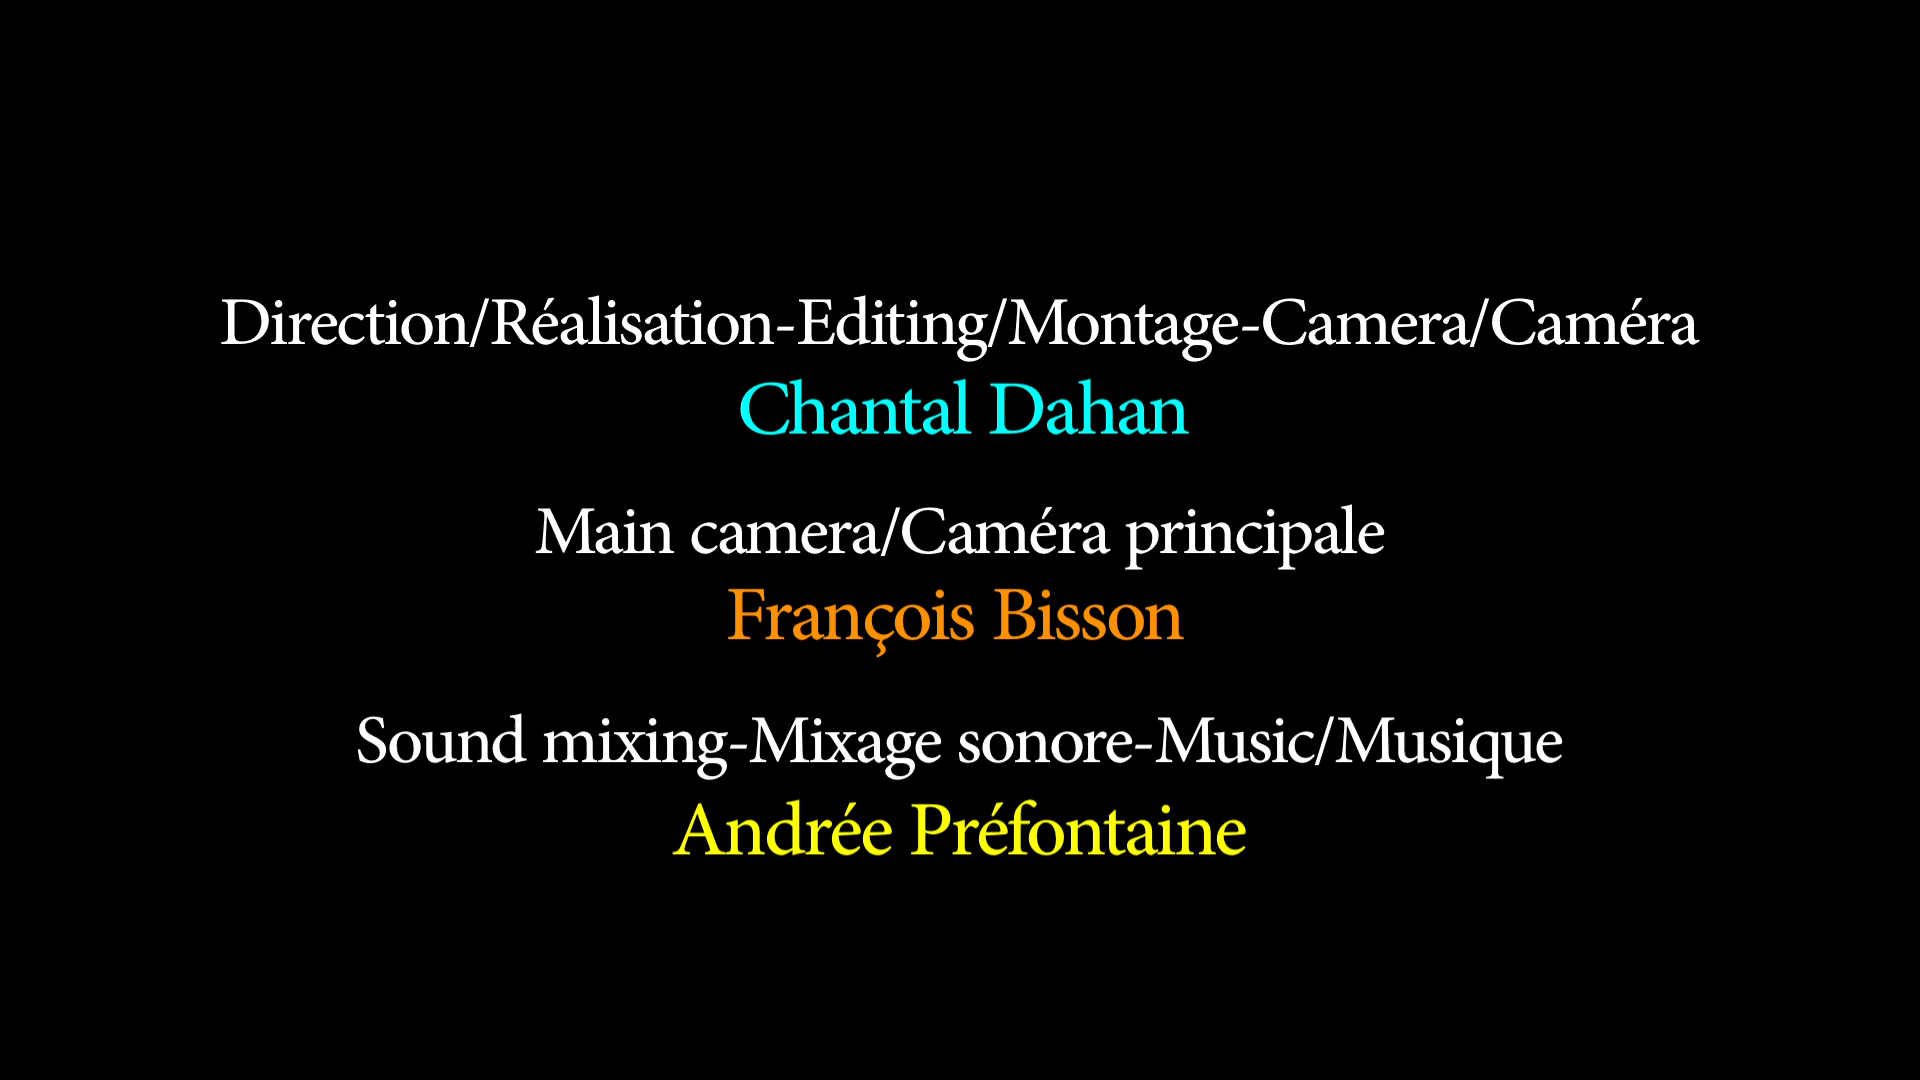 Direction/Réalisation-Editing/Montage-Camera/Caméra
Chantal Dahan
Main camera/Caméra principale
François Bisson
Sound mixing-Mixage sonore-Music/Musique
Andrée Préfontaine